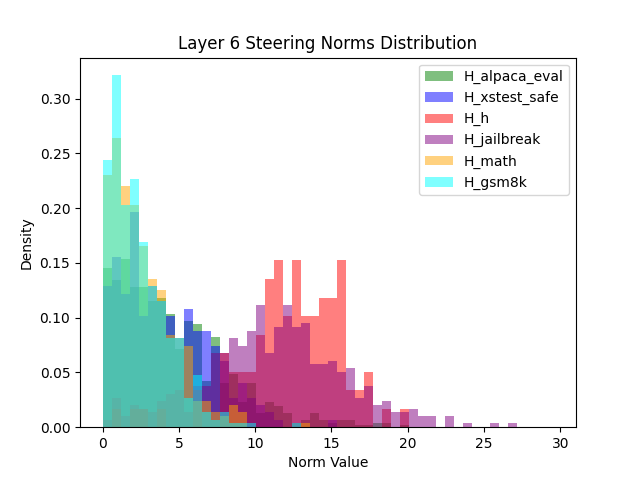 Layer 6 Steering Norms Distribution
H_alpaca_eval
H_xstest_safe
H_h
H_jailbreak
H_math
H_gsm8k
Density
0.30
0.25
0.20
0.15
0.10
0.05
0.00
0 5 10 15 20 25 30
Norm Value